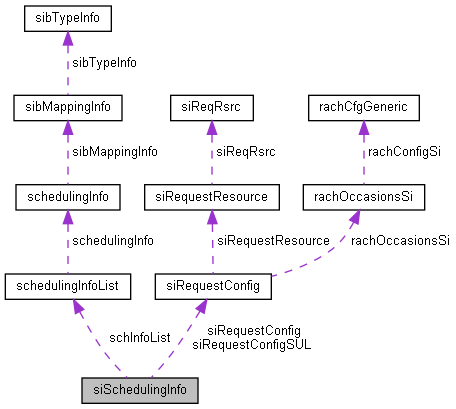 sibTypeInfo
sibTypeInfo
sibMappingInfo
siReqRsrc
rachCfgGeneric
sibMappingInfo
siReqRsrc
rachConfigSi
schedulingInfo
siRequestResource
rachOccasionsSi
schedulingInfo
siRequestResource
rachOccasionsSi
schedulingInfoList
siRequestConfig
schInfoList
siRequestConfig
siRequestConfigSUL
siSchedulingInfo